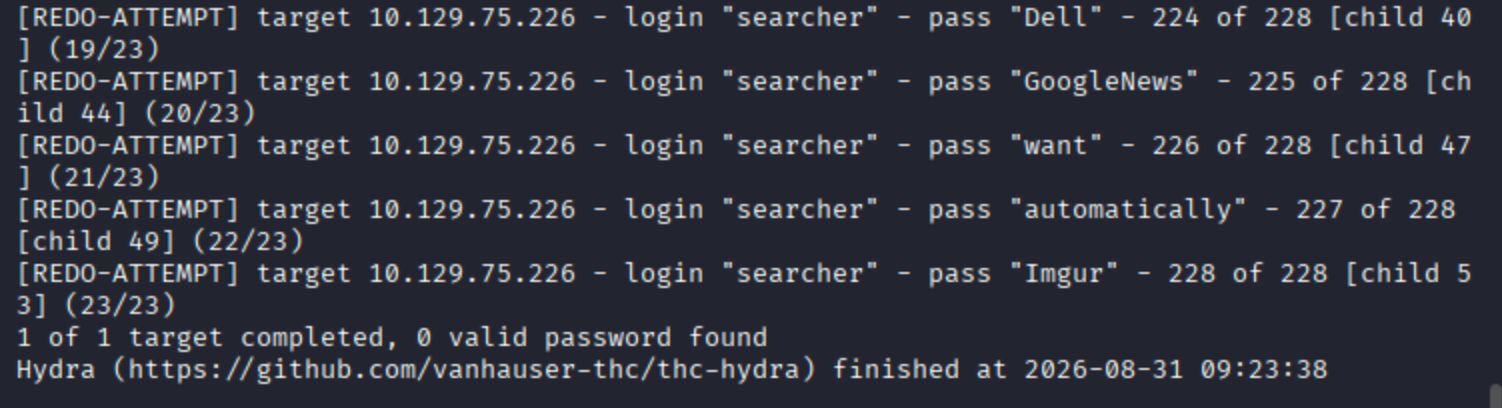 [REDO-ATTEMPT] target 10.129.75.226 - login "searcher" - pass "Dell" - 224 of 228 [child 40
] (19/23)
[REDO-ATTEMPT] target 10.129.75.226 - login "searcher" - pass "GoogleNews" - 225 of 228 [ch
ild 44] (20/23)
[REDO-ATTEMPT] target 10.129.75.226 - login "searcher" - pass "want" - 226 of 228 [child 47
] (21/23)
[REDO-ATTEMPT] target 10.129.75.226 - login "searcher" - pass "automatically" - 227 of 228
[child 49] (22/23)
[REDO-ATTEMPT] target 10.129.75.226 - login "searcher" - pass "Imgur" - 228 of 228 [child 5
3] (23/23)
1 of 1 target completed, 0 valid password found
Hydra (https://github.com/vanhauser-thc/thc-hydra) finished at 2026-08-31 09:23:38